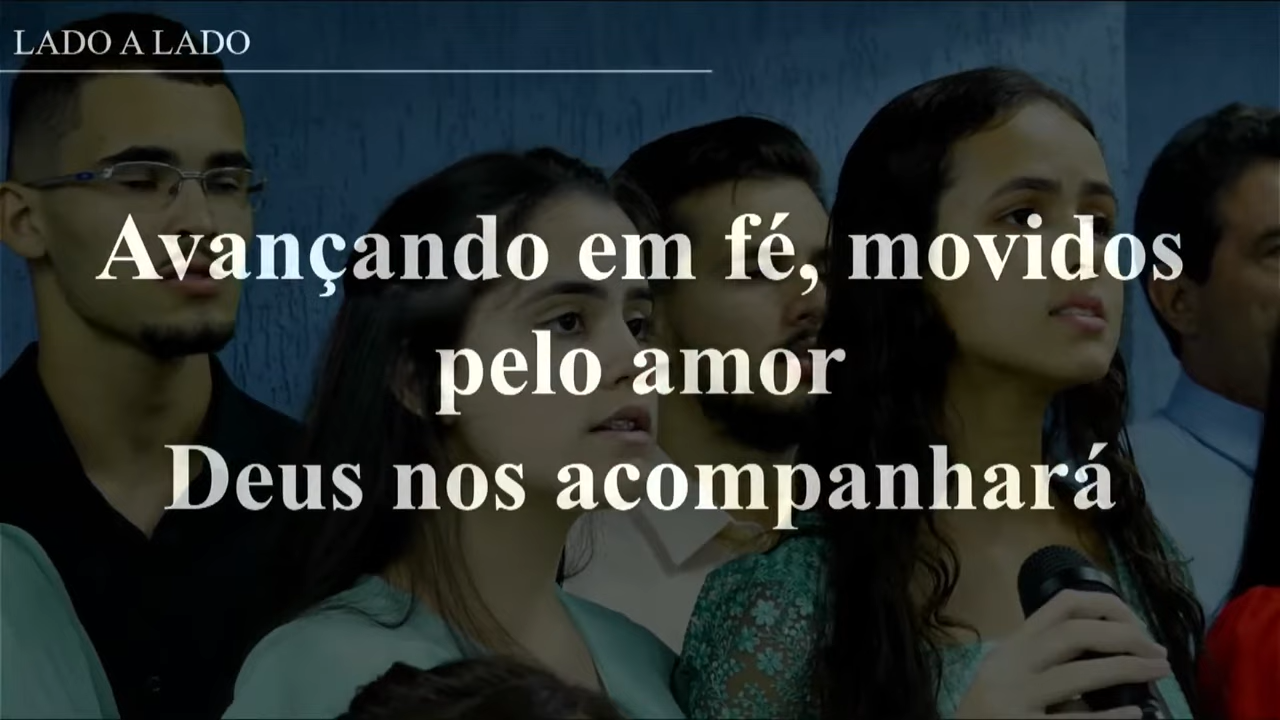 LADO A LADO
Avançando em fé, movidos
pelo amor
Deus nos acompanhará